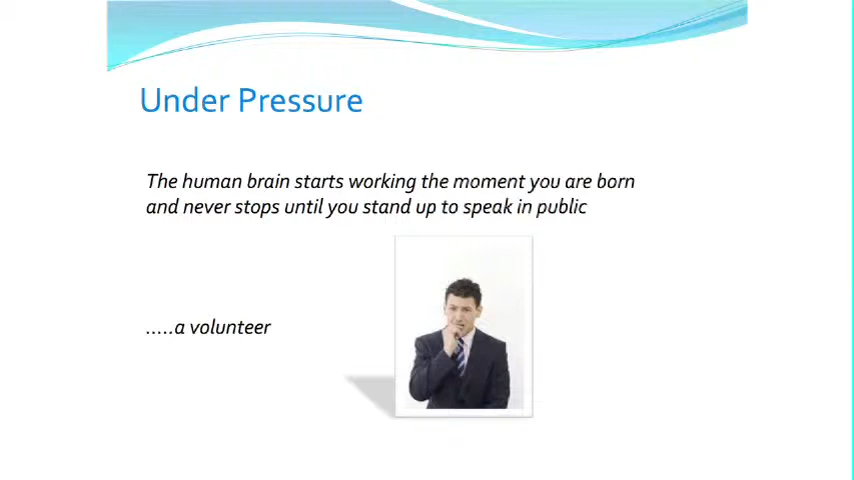 Under Pressure
The human brain starts working the moment you are born
and never stops until you stand up to speak in public
.....a volunteer